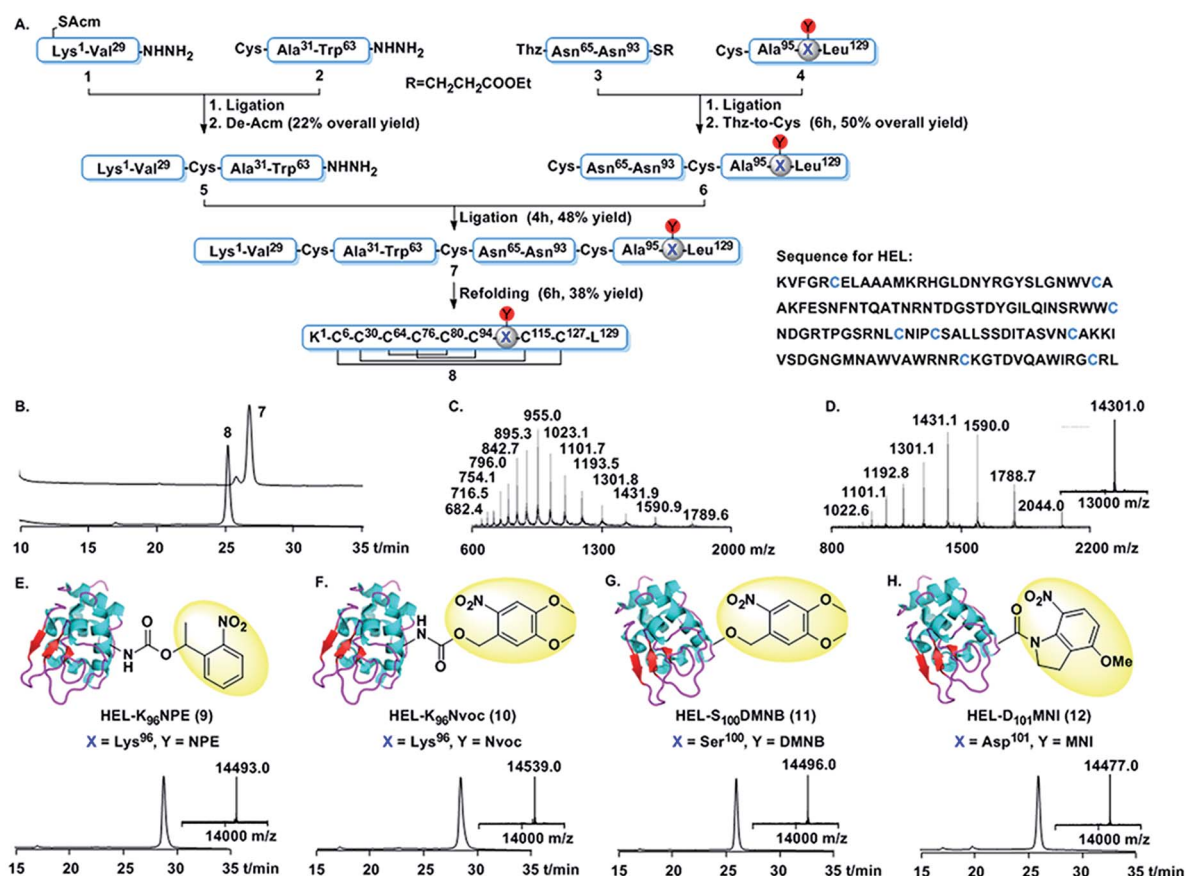 A.
SAcm
Lys1-Val29 -NHNH2
1
Cys- Ala31-Trp63 -NHNH2
2
R=CH2CH2COOEt
Thz- Asn65-Asn93 -SR
3
Y
Cys- Ala95- X -Leu129
4
1. Ligation
2. De-Acm (22% overall yield)
1. Ligation
2. Thz-to-Cys (6h, 50% overall yield)
Lys1-Val29 -Cys- Ala31-Trp63 -NHNH2
5
Y
Cys- Asn65-Asn93 -Cys- Ala95- X -Leu129
6
Ligation (4h, 48% yield)
Y
Lys1-Val29 -Cys- Ala31-Trp63 -Cys- Asn65-Asn93 -Cys- Ala95- X -Leu129
7
Refolding (6h, 38% yield)
Y
K1-C6-C30-C64-C76-C80-C94- X -C115-C127-L129
8
Sequence for HEL:
KVFGRCELAAAMKRHGLDNYRGYSLGNWVCA
AKFESNFNTQATNRNTDGSTDYGILQINSRWWC
NDGRTPGSRNLCNIPCSALLSSDITASVNCAKKI
VSDGNGMNAWVAWRNRCKGTDVQAWIRGCRL
B.
8
7
10 15 20 25 30 35 t/min
C.
955.0
895.3 1023.1
842.7 1101.7
796.0 1193.5
754.1 1301.8
716.5 1431.9
682.4 1590.9
1789.6
600 1300 2000 m/z
D.
1431.1 1590.0
1301.1
1192.8 1788.7
1101.1
1022.6 2044.0
14301.0
13000 m/z
800 1500 2200 m/z
E.
N
H
O
O
NO2
HEL-K96NPE (9)
X = Lys96, Y = NPE
14493.0
14000 m/z
15 20 25 30 35 t/min
F.
NH
O
O
NO2
O
O
HEL-K96Nvoc (10)
X = Lys96, Y = Nvoc
14539.0
14000 m/z
15 20 25 30 35 t/min
G.
O
NO2
O
O
HEL-S100DMNB (11)
X = Ser100, Y = DMNB
14496.0
14000 m/z
15 20 25 30 35 t/min
H.
O
NO2
N
OMe
HEL-D101MNI (12)
X = Asp101, Y = MNI
14477.0
14000 m/z
15 20 25 30 35 t/min